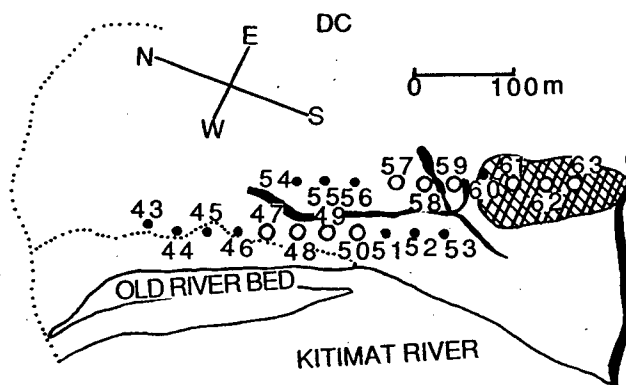 DC
E
N
S
W
0 100m
57 59 61 63
54 55 56 58 60 62
43 45 47 49
44 46 48 50 51 52 53
OLD RIVER BED
KITIMAT RIVER